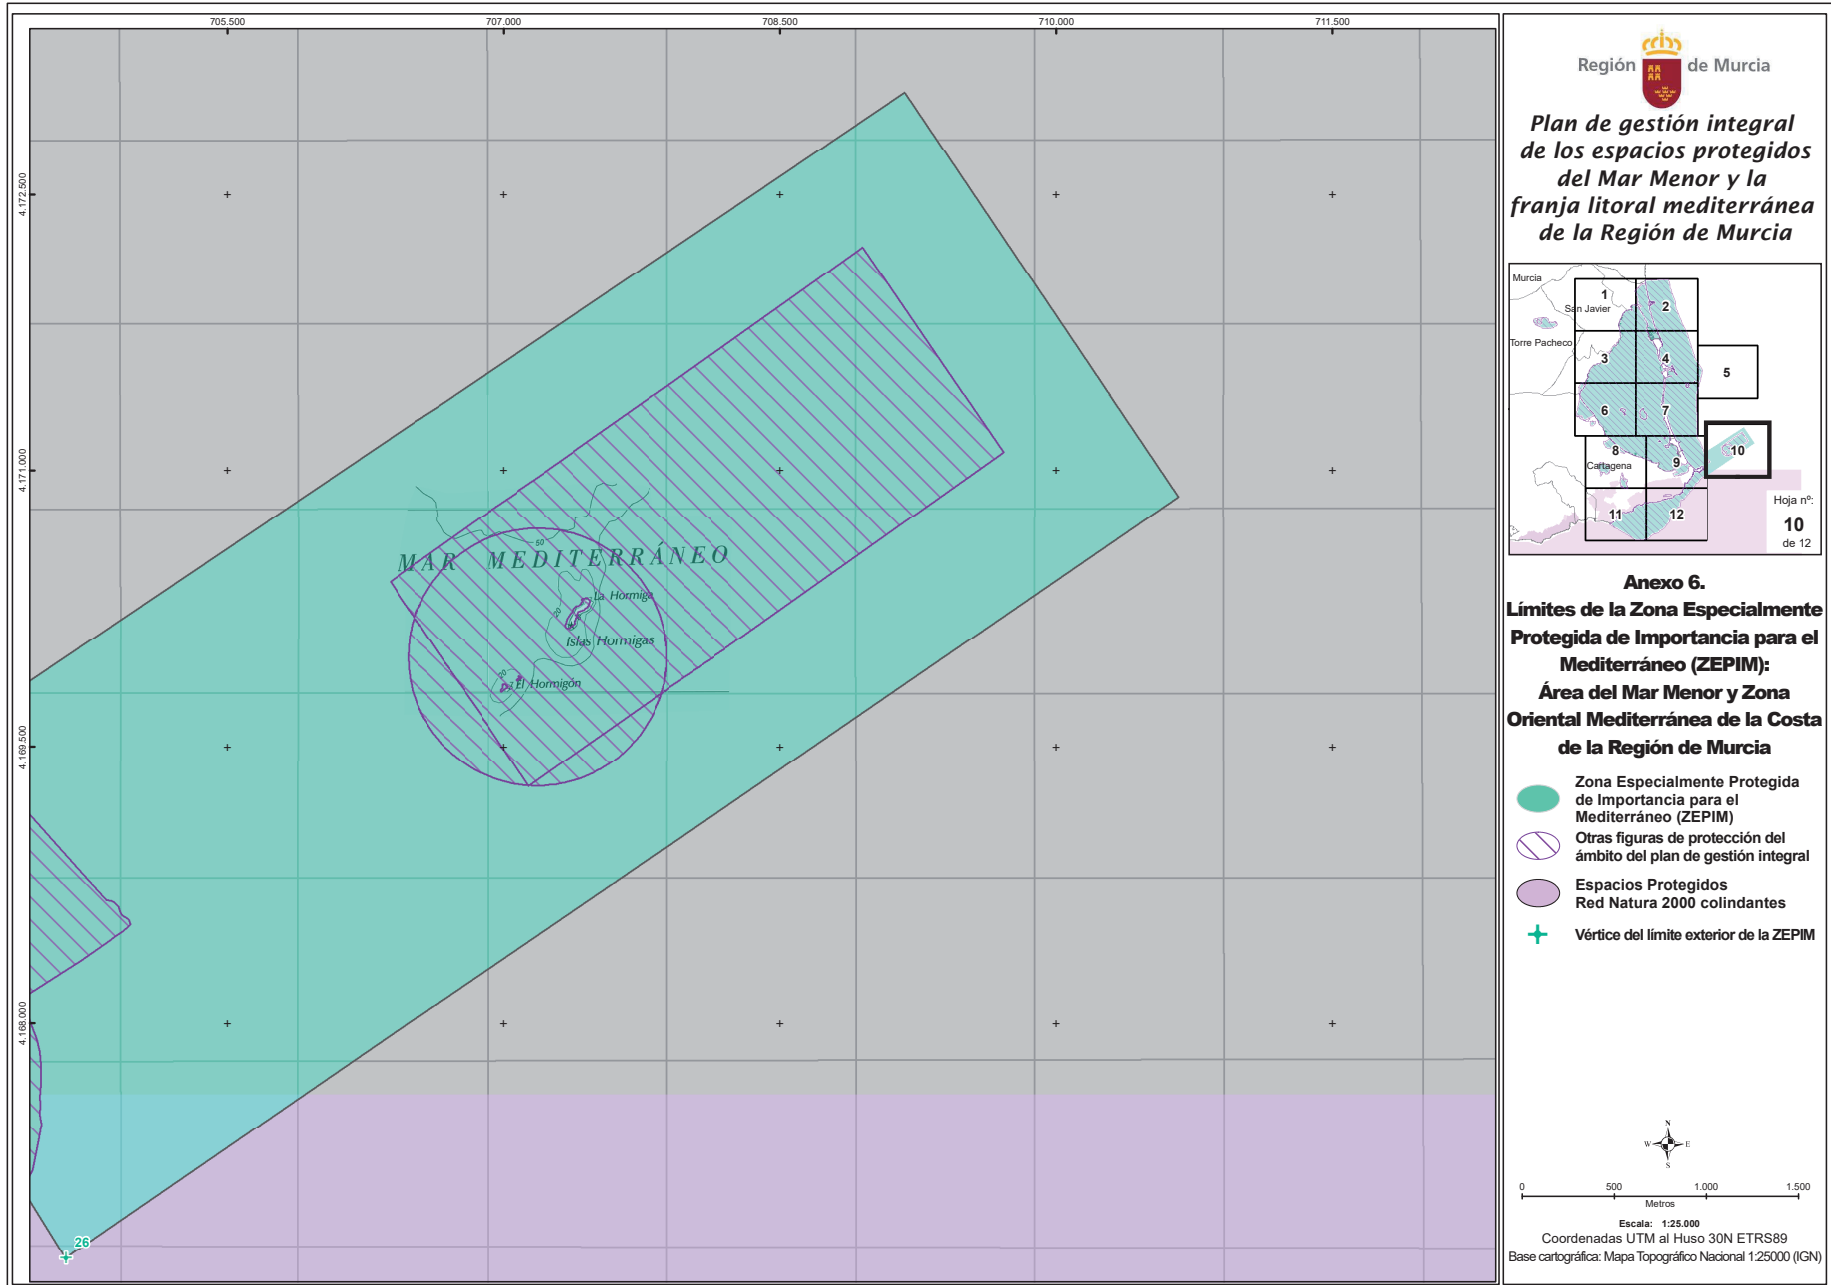 705.500
707.000
708.500
710.000
711.500
4.172.500
4.171.000
4.169.500
4.168.000
50
MAR MEDITERRÁNEO
La Hormiga
20
Islas Hormigas
20
El Hormigón
26
Región de Murcia
Plan de gestión integral
de los espacios protegidos
del Mar Menor y la
franja litoral mediterránea
de la Región de Murcia
Murcia
1
San Javier
2
Torre Pacheco
3
4
5
6
7
8
Cartagena
9
10
11
12
Hoja nº:
10
de 12
Anexo 6.
Límites de la Zona Especialmente
Protegida de Importancia para el
Mediterráneo (ZEPIM):
Área del Mar Menor y Zona
Oriental Mediterránea de la Costa
de la Región de Murcia
Zona Especialmente Protegida
de Importancia para el
Mediterráneo (ZEPIM)
Otras figuras de protección del
ámbito del plan de gestión integral
Espacios Protegidos
Red Natura 2000 colindantes
Vértice del límite exterior de la ZEPIM
N
W E
S
0 500 1.000 1.500
Metros
Escala: 1:25.000
Coordenadas UTM al Huso 30N ETRS89
Base cartográfica: Mapa Topográfico Nacional 1:25000 (IGN)